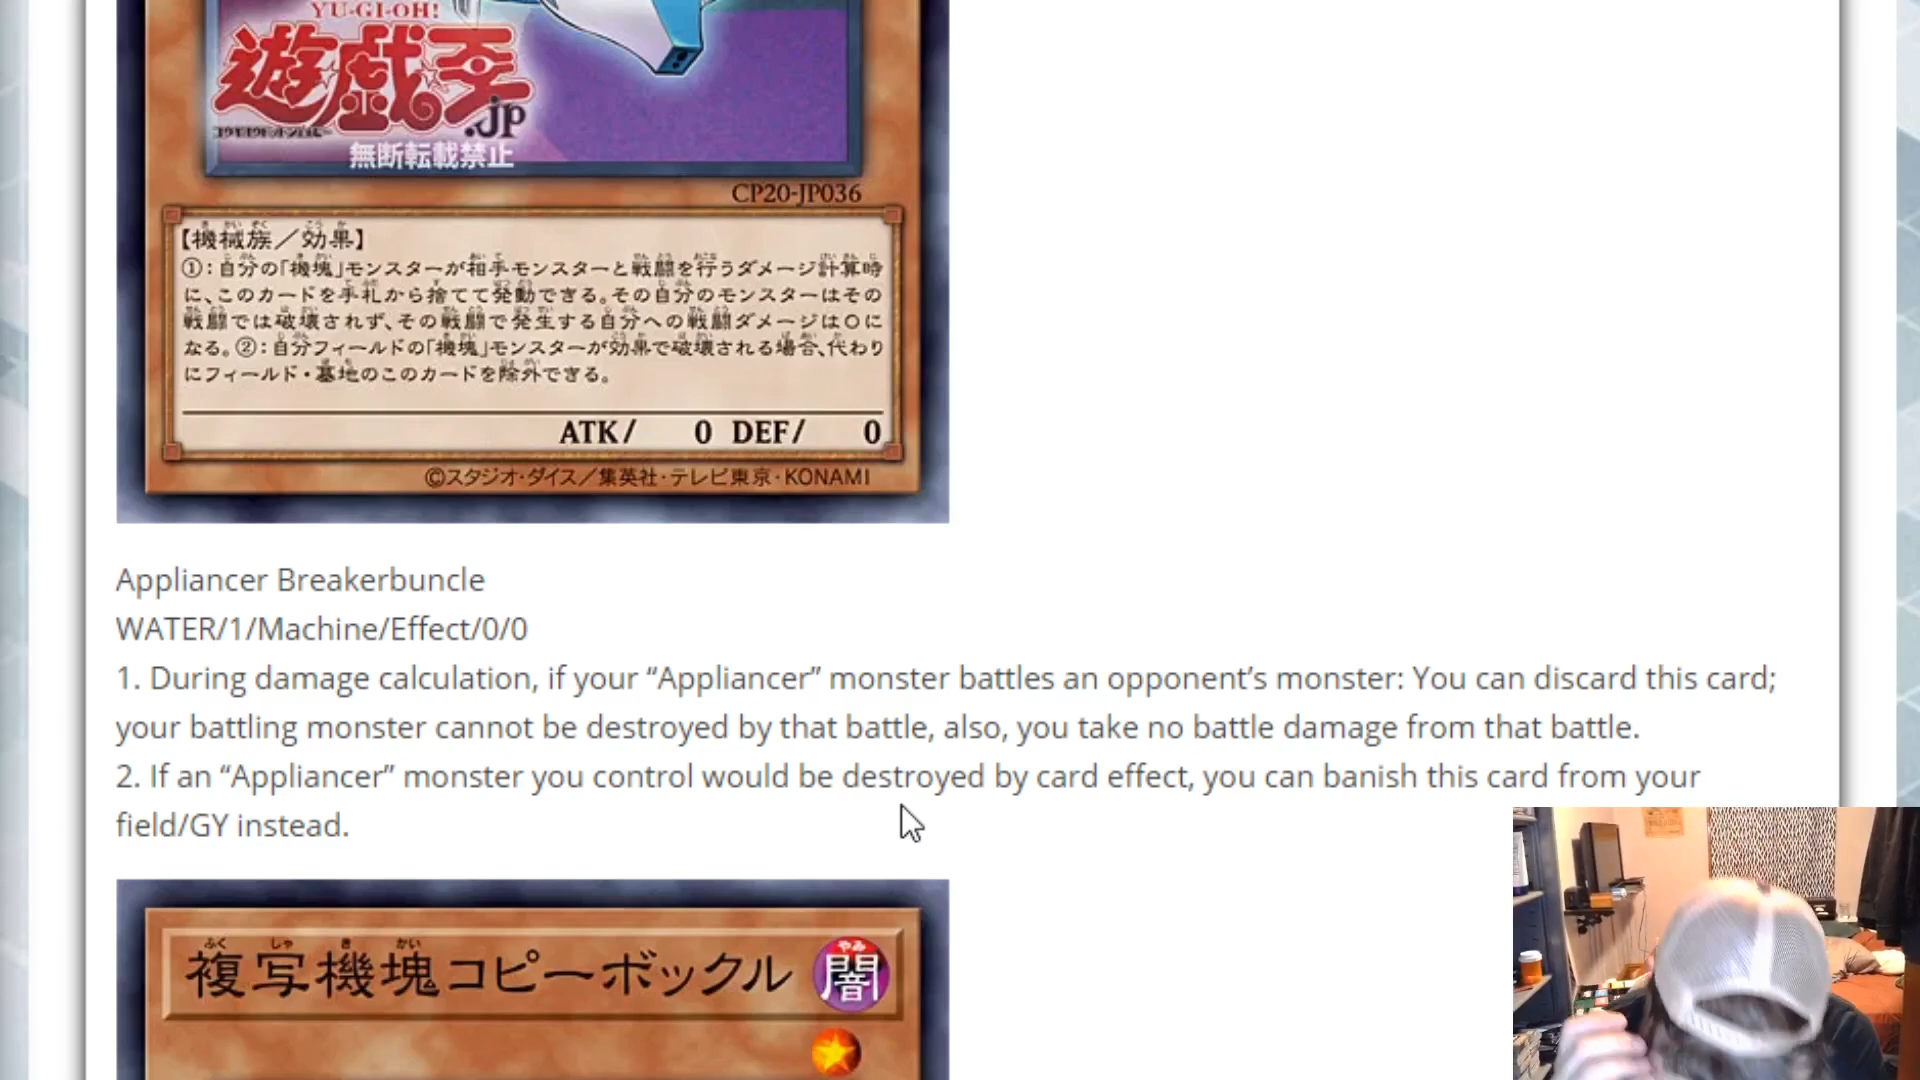 YU-GI-OH!
遊戯王
.jp
無断転載禁止
CP20-JP036
【機械族／効果】
①：自分の「機塊」モンスターが相手モンスターと戦闘を行うダメージ計算時
に、このカードを手札から捨てて発動できる。その自分のモンスターはその
戦闘では破壊されず、その戦闘で発生する自分への戦闘ダメージは０に
なる。②：自分フィールドの「機塊」モンスターが効果で破壊される場合、代わり
にフィールド・墓地のこのカードを除外できる。
ATK/ 0 DEF/ 0
©スタジオ・ダイス／集英社・テレビ東京・KONAMI
Appliancer Breakerbuncle
WATER/1/Machine/Effect/0/0
1. During damage calculation, if your “Appliancer” monster battles an opponent’s monster: You can discard this card;
your battling monster cannot be destroyed by that battle, also, you take no battle damage from that battle.
2. If an “Appliancer” monster you control would be destroyed by card effect, you can banish this card from your
field/GY instead.
ふくしゃきかい
複写機塊コピーボックル
やみ
闇